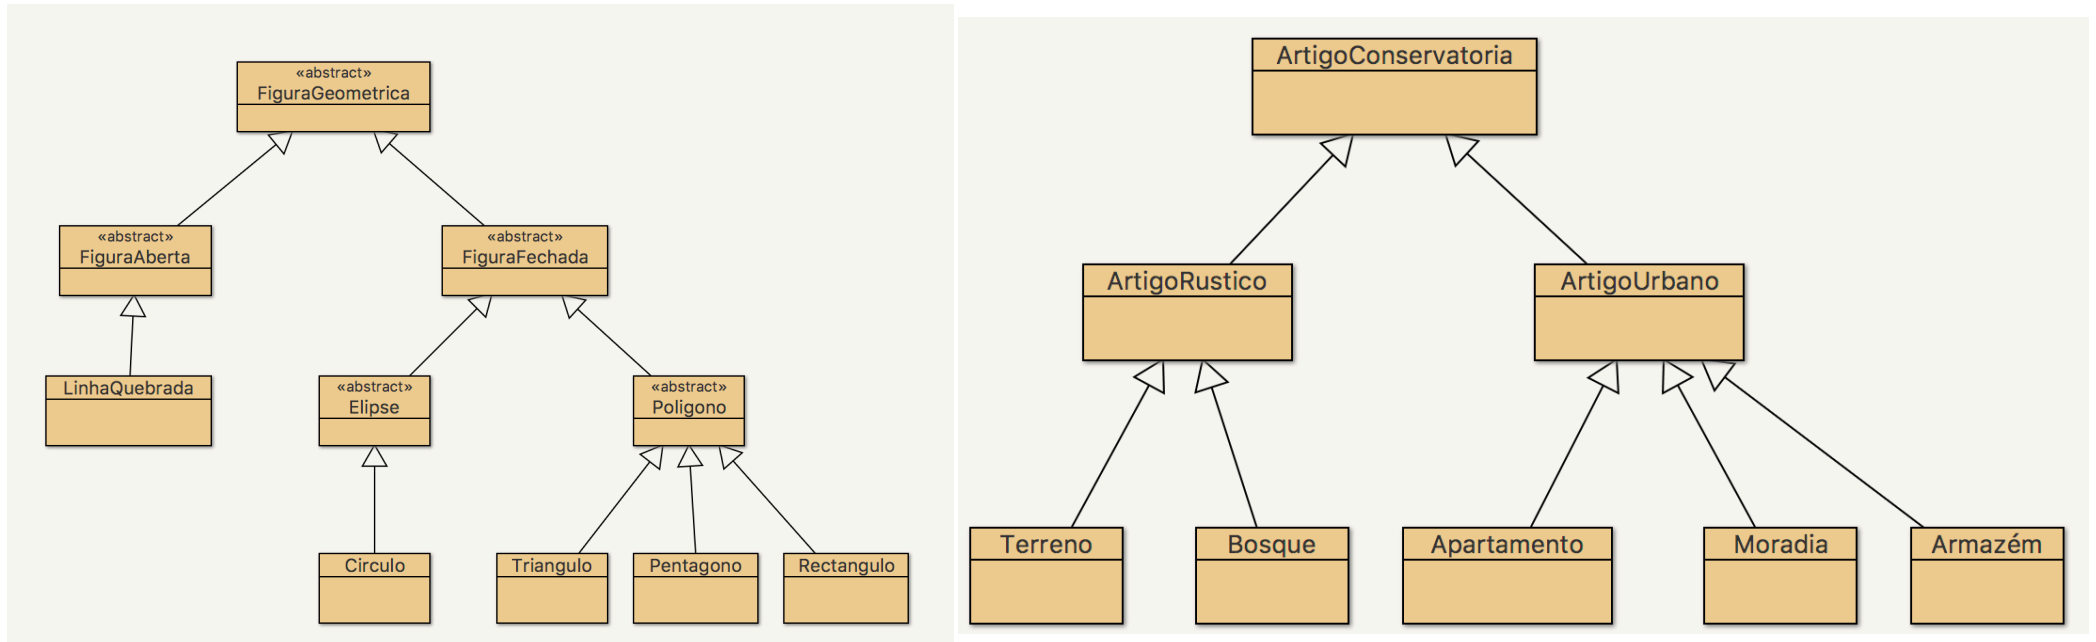 «abstract»
FiguraGeometrica
«abstract»
FiguraAberta
«abstract»
FiguraFechada
LinhaQuebrada
«abstract»
Elipse
«abstract»
Poligono
Circulo
Triangulo
Pentagono
Rectangulo
ArtigoConservatoria
ArtigoRustico
ArtigoUrbano
Terreno
Bosque
Apartamento
Moradia
Armazém